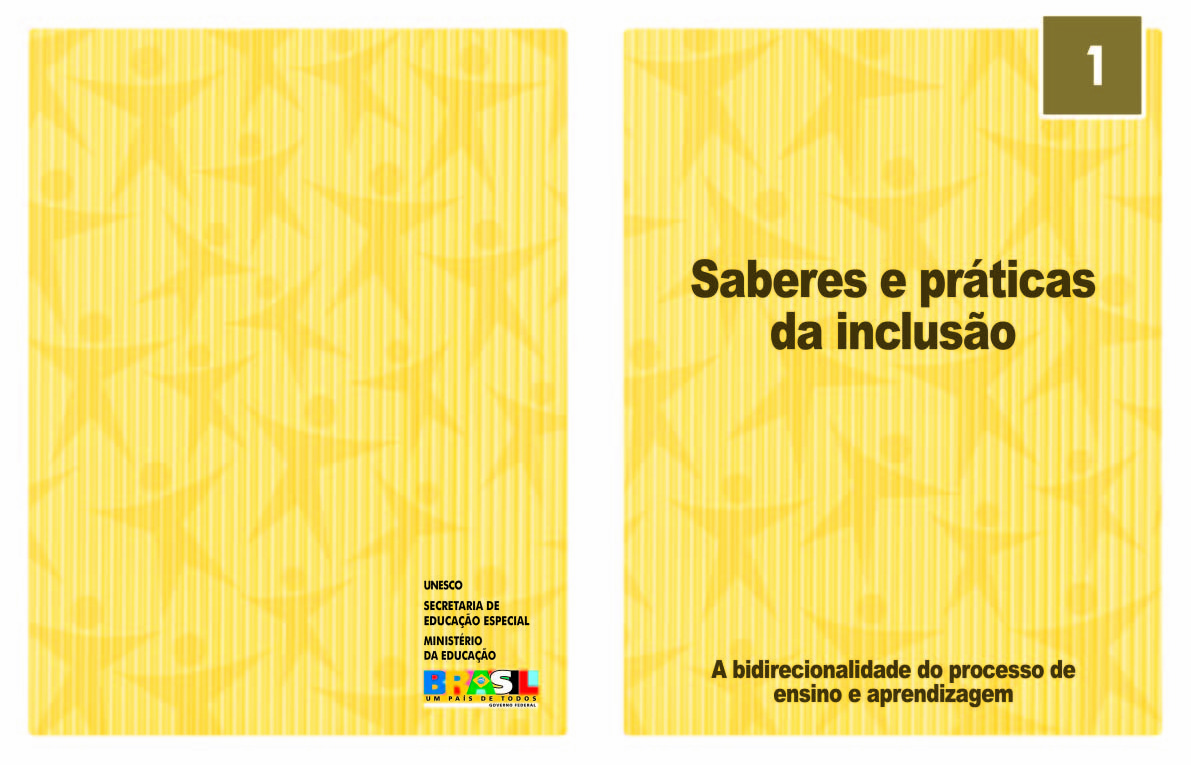 UNESCO
SECRETARIA DE
EDUCAÇÃO ESPECIAL
MINISTÉRIO
DA EDUCAÇÃO
BRASIL
UM PAÍS DE TODOS
GOVERNO FEDERAL
1
Saberes e práticas
da inclusão
A bidirecionalidade do processo de
ensino e aprendizagem